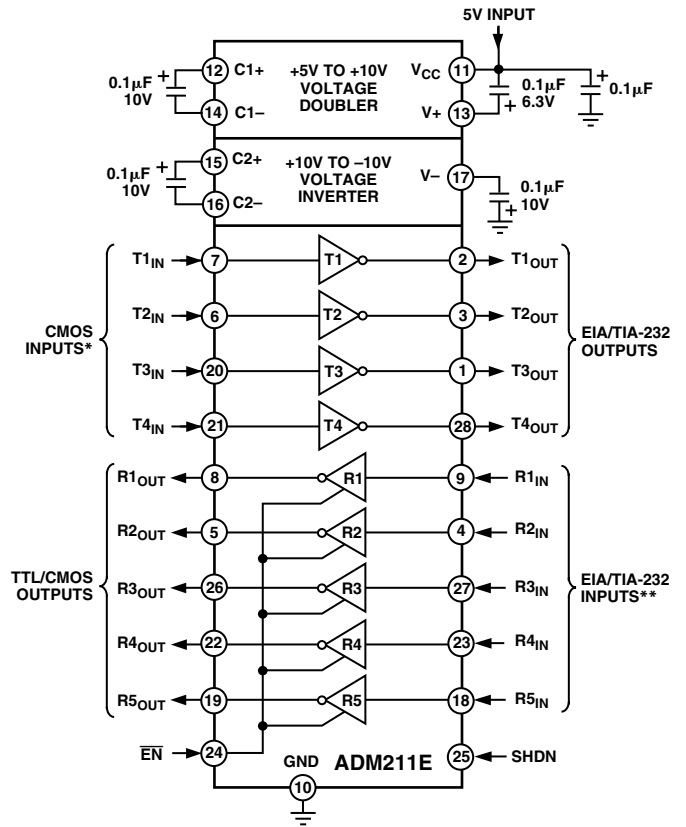 5V INPUT
0.1µF
10V
+
12
C1+
14
C1–
+5V TO +10V
VOLTAGE
DOUBLER
VCC
11
V+
13
0.1µF
6.3V
+
+
0.1µF
0.1µF
10V
+
15
C2+
16
C2–
+10V TO –10V
VOLTAGE
INVERTER
V–
17
0.1µF
10V
+
CMOS
INPUTS*
T1IN
7
T1
2
T1OUT
T2IN
6
T2
3
T2OUT
T3IN
20
T3
1
T3OUT
T4IN
21
T4
28
T4OUT
EIA/TIA-232
OUTPUTS
TTL/CMOS
OUTPUTS
R1OUT
8
R1
9
R1IN
R2OUT
5
R2
4
R2IN
R3OUT
26
R3
27
R3IN
R4OUT
22
R4
23
R4IN
R5OUT
19
R5
18
R5IN
EIA/TIA-232
INPUTS**
EN
24
GND
10
ADM211E
25
SHDN